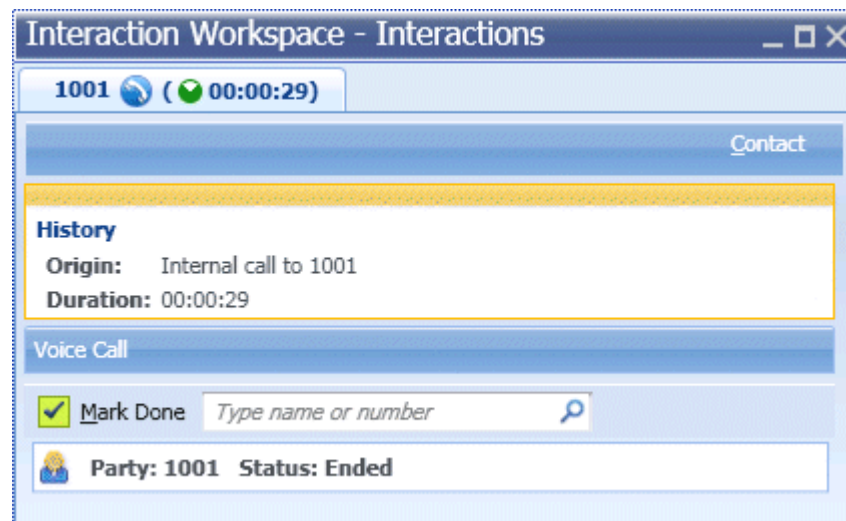 Interaction Workspace - Interactions
1001 ( 00:00:29)
Contact
History
Origin: Internal call to 1001
Duration: 00:00:29
Voice Call
Mark Done Type name or number
Party: 1001 Status: Ended